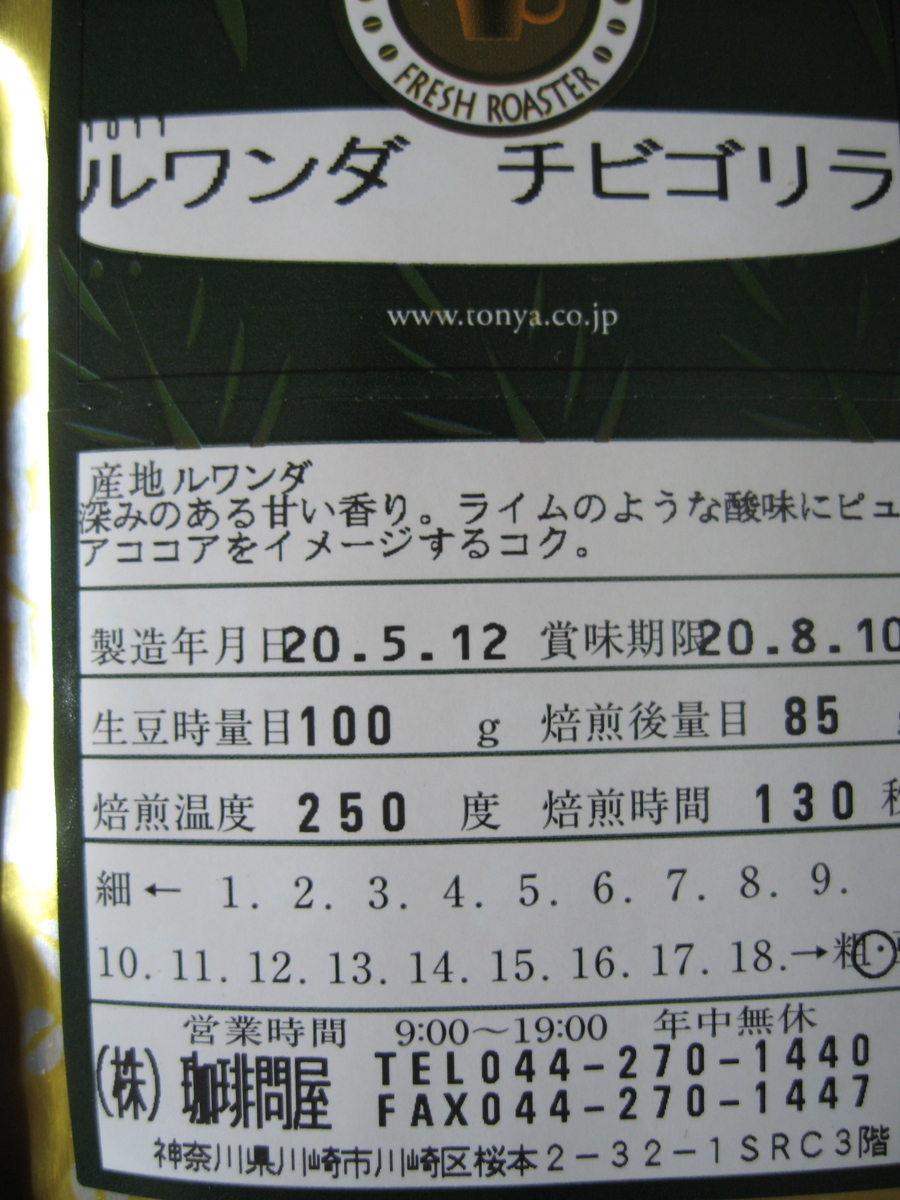 FRESH ROASTER
1011
ルワンダ チビゴリラ
www.tonya.co.jp
産地 ルワンダ
深みのある甘い香り。ライムのような酸味にピュ
アココアをイメージするコク。
製造年月日20.5.12 賞味期限20.8.10
生豆時量目100 g 焙煎後量目 85
焙煎温度 250 度 焙煎時間 130 秒
細← 1. 2. 3. 4. 5. 6. 7. 8. 9.
10. 11. 12. 13. 14. 15. 16. 17. 18.→粗・
営業時間 9:00〜19:00 年中無休
(株) 珈琲問屋 TEL044-270-1440
FAX044-270-1447
神奈川県川崎市川崎区桜本2-32-1SRC3階